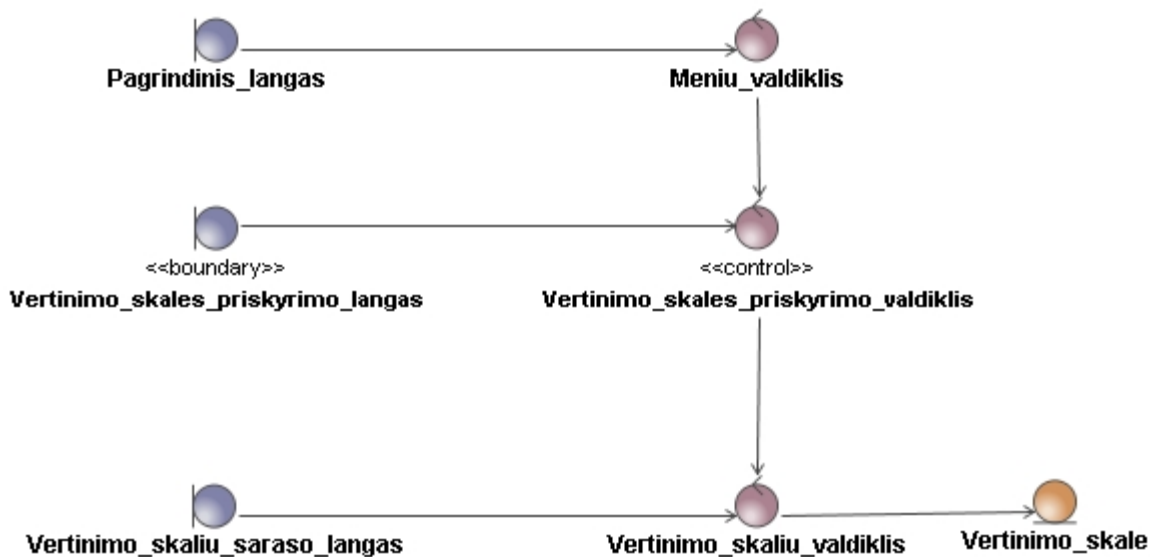 Pagrindinis_langas
Meniu_valdiklis
<<boundary>>
Vertinimo_skales_priskyrimo_langas
<<control>>
Vertinimo_skales_priskyrimo_valdiklis
Vertinimo_skaliu_saraso_langas
Vertinimo_skaliu_valdiklis
Vertinimo_skale